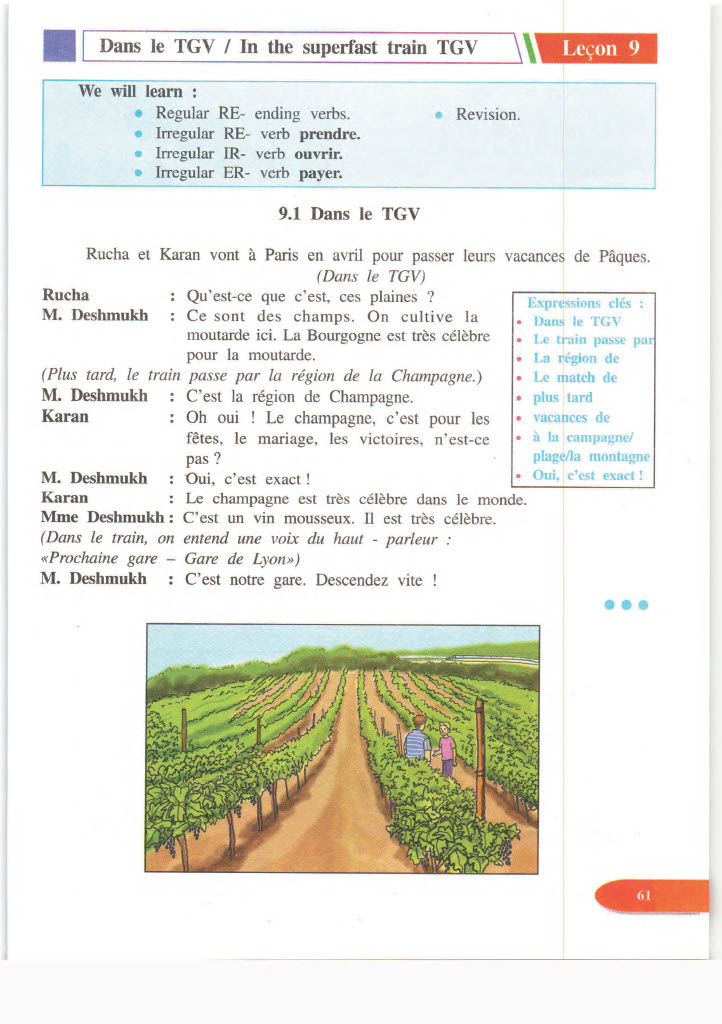 Dans le TGV / In the superfast train TGV
Leçon 9
We will learn :
• Regular RE- ending verbs.
• Revision.
• Irregular RE- verb prendre.
• Irregular IR- verb ouvrir.
• Irregular ER- verb payer.
9.1 Dans le TGV
Rucha et Karan vont à Paris en avril pour passer leurs vacances de Pâques.
(Dans le TGV)
Rucha : Qu'est-ce que c'est, ces plaines ?
M. Deshmukh : Ce sont des champs. On cultive la
moutarde ici. La Bourgogne est très célèbre
pour la moutarde.
(Plus tard, le train passe par la région de la Champagne.)
M. Deshmukh : C'est la région de Champagne.
Karan : Oh oui ! Le champagne, c'est pour les
fêtes, le mariage, les victoires, n'est-ce
pas ?
M. Deshmukh : Oui, c'est exact !
Karan : Le champagne est très célèbre dans le monde.
Mme Deshmukh : C'est un vin mousseux. Il est très célèbre.
(Dans le train, on entend une voix du haut - parleur :
«Prochaine gare – Gare de Lyon»)
M. Deshmukh : C'est notre gare. Descendez vite !
Expressions clés :
• Dans le TGV
• Le train passe par
• La région de
• Le match de
• plus tard
• vacances de
• à la campagne/
plage/la montagne
• Oui, c'est exact !
61